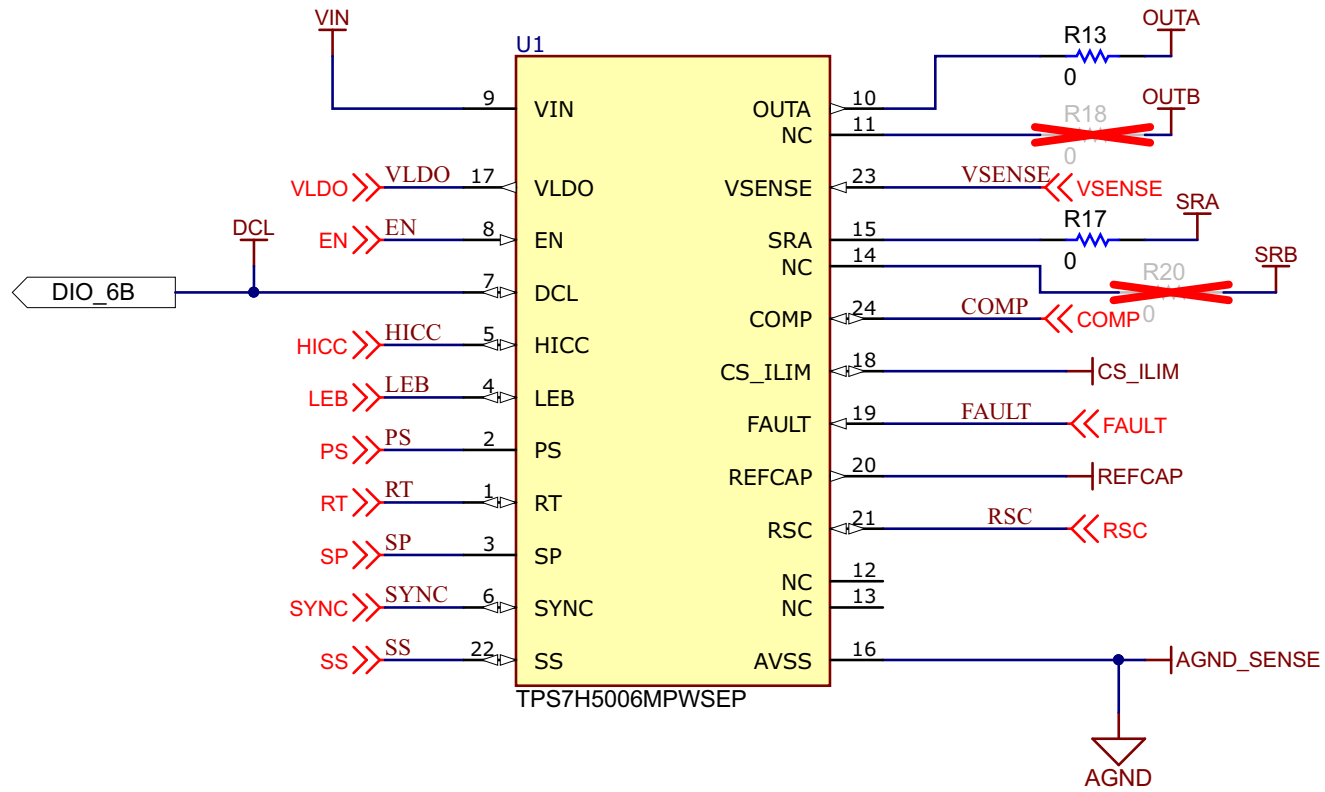 VIN
OUTA
U1
R13
0
9 VIN
OUTA 10
NC 11
R18
0
OUTB
VLDO VLDO 17 VLDO
VSENSE 23 VSENSE VSENSE
EN EN 8 EN
SRA 15
R17
0
SRA
DCL
NC 14
R20
0
SRB
DIO_6B
7 DCL
COMP 24 COMP COMP
HICC HICC 5 HICC
CS_ILIM 18 CS_ILIM
LEB LEB 4 LEB
FAULT 19 FAULT FAULT
PS PS 2 PS
REFCAP 20 REFCAP
RT RT 1 RT
RSC 21 RSC RSC
SP SP 3 SP
NC 12
SYNC SYNC 6 SYNC
NC 13
SS SS 22 SS
AVSS 16 AGND_SENSE
TPS7H5006MPWSEP
AGND